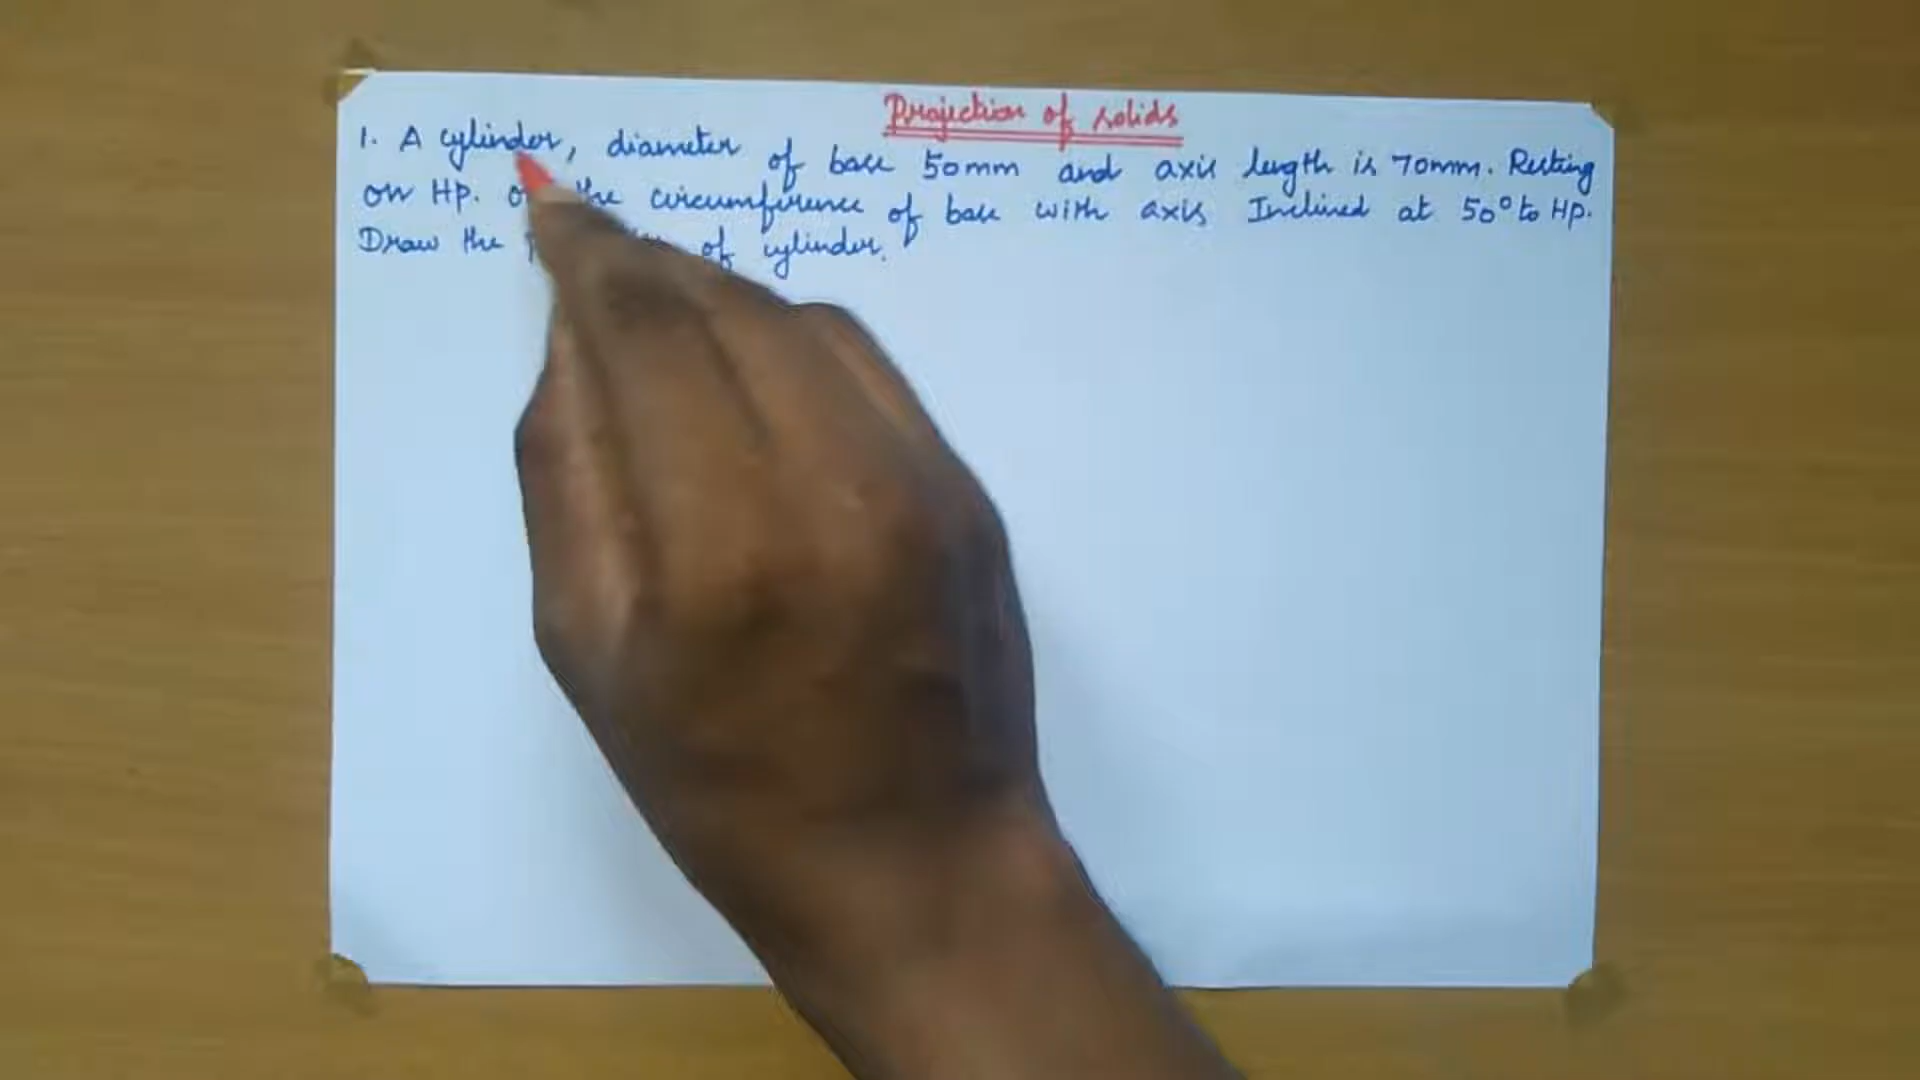 Projection of solids
1. A cylinder, diameter of base 50mm and axis length is 70mm. Resting
on HP. the circumference of base with axis Inclined at 50° to HP.
Draw the of cylinder.